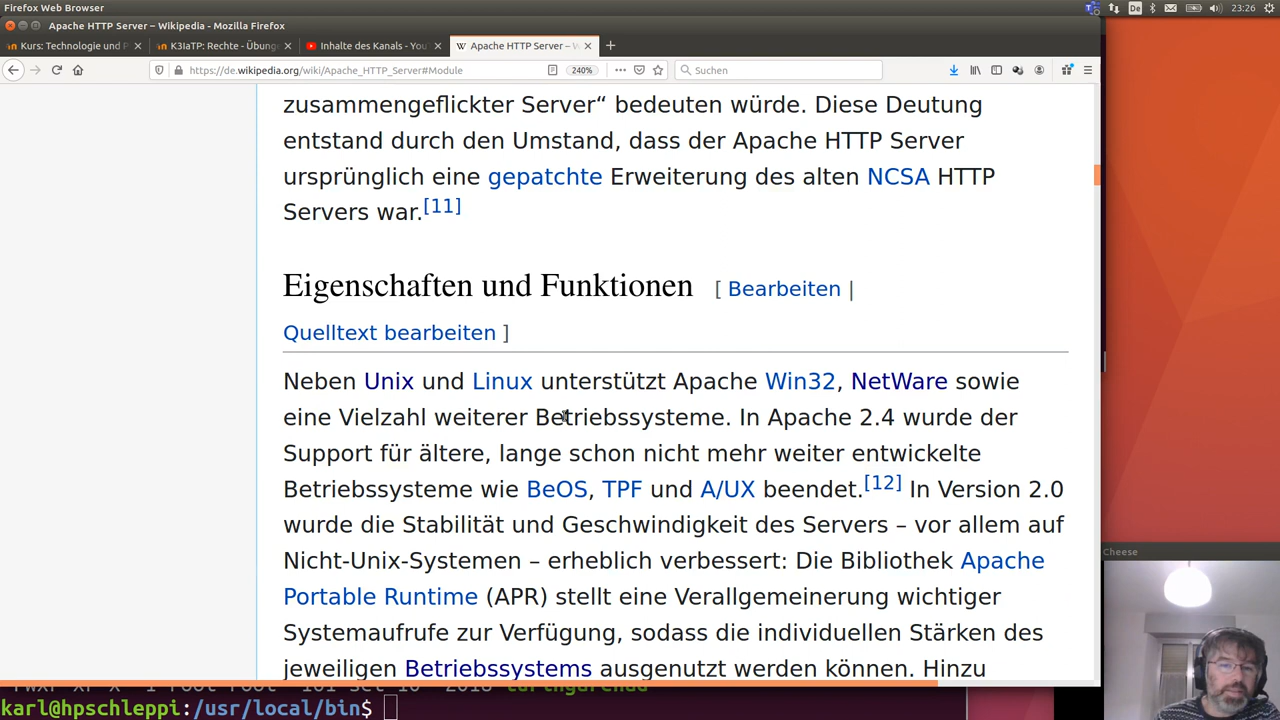 Firefox Web Browser
De
23:26
Apache HTTP Server – Wikipedia - Mozilla Firefox
Kurs: Technologie und P
K3IaTP: Rechte - Übung
Inhalte des Kanals - You
Apache HTTP Server – W
https://de.wikipedia.org/wiki/Apache_HTTP_Server#Module
240%
Suchen
zusammengeflickter Server“ bedeuten würde. Diese Deutung
entstand durch den Umstand, dass der Apache HTTP Server
ursprünglich eine gepatchte Erweiterung des alten NCSA HTTP
Servers war.[11]
Eigenschaften und Funktionen [ Bearbeiten |
Quelltext bearbeiten ]
Neben Unix und Linux unterstützt Apache Win32, NetWare sowie
eine Vielzahl weiterer Betriebssysteme. In Apache 2.4 wurde der
Support für ältere, lange schon nicht mehr weiter entwickelte
Betriebssysteme wie BeOS, TPF und A/UX beendet.[12] In Version 2.0
wurde die Stabilität und Geschwindigkeit des Servers – vor allem auf
Nicht-Unix-Systemen – erheblich verbessert: Die Bibliothek Apache
Portable Runtime (APR) stellt eine Verallgemeinerung wichtiger
Systemaufrufe zur Verfügung, sodass die individuellen Stärken des
jeweiligen Betriebssystems ausgenutzt werden können. Hinzu
Cheese
karl@hpschleppi:/usr/local/bin$